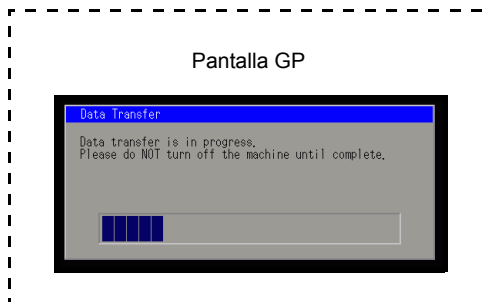 Pantalla GP
Data Transfer
Data transfer is in progress.
Please do NOT turn off the machine until complete.